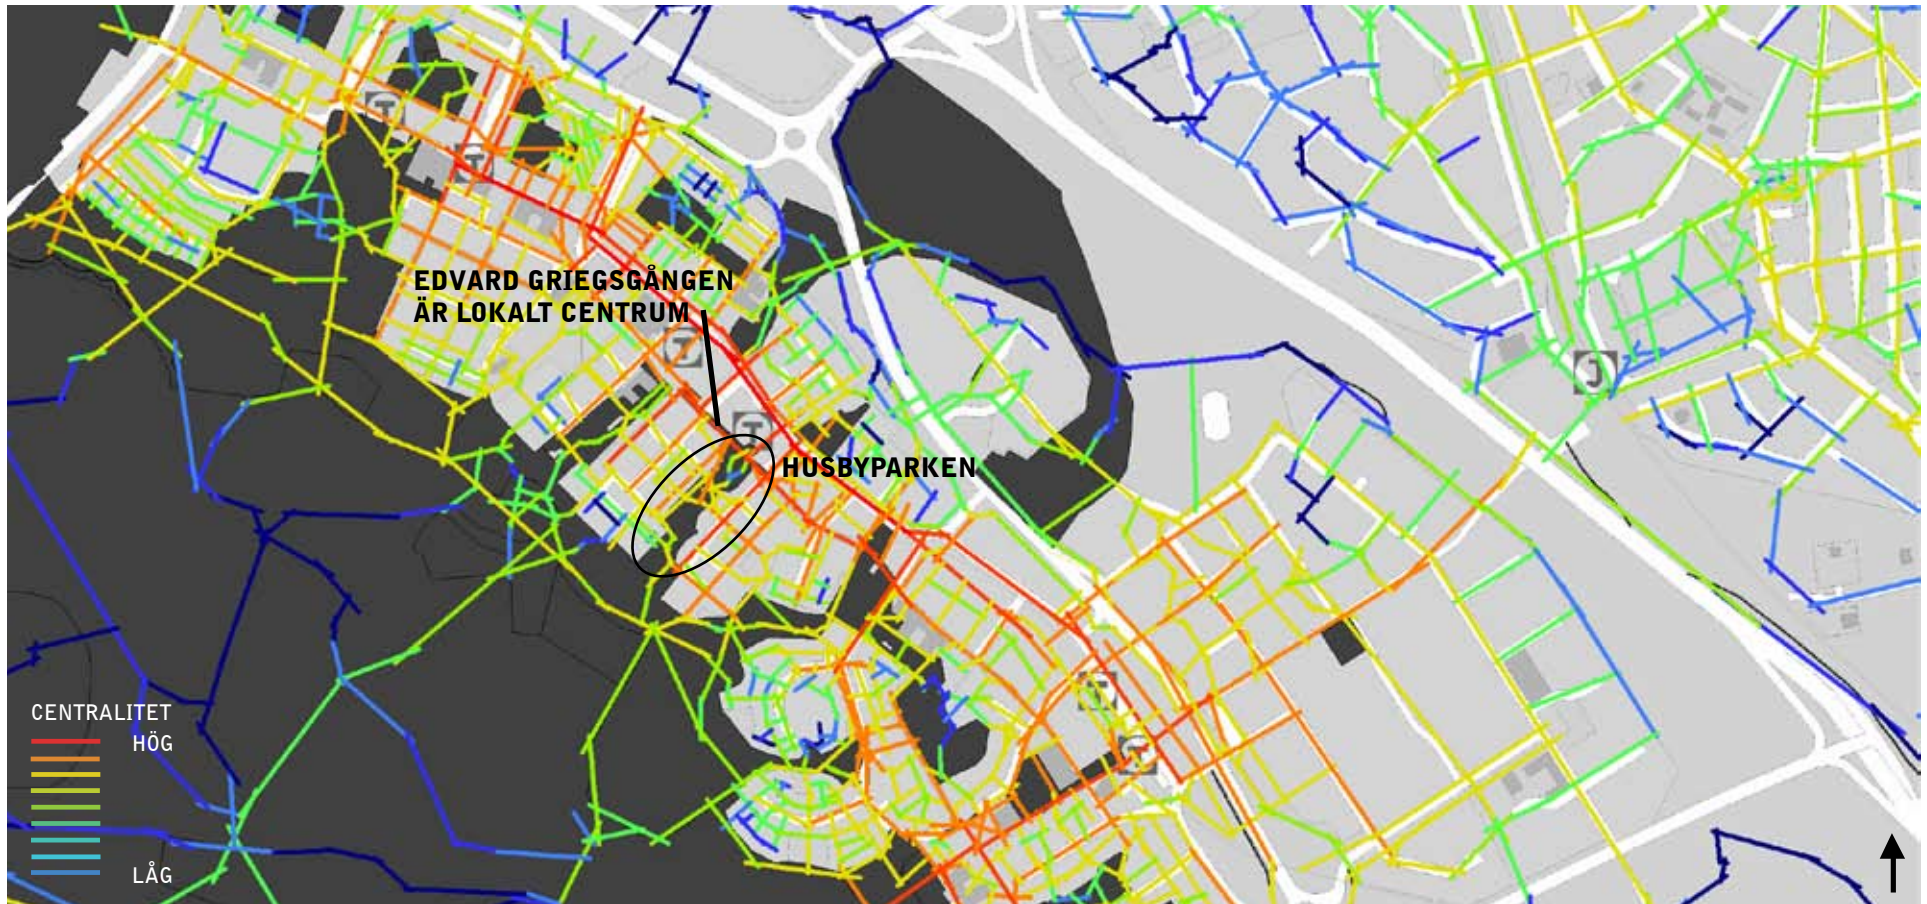 EDVARD GRIEGSGÅNGEN
ÄR LOKALT CENTRUM
HUSBYPARKEN
CENTRALITET
HÖG
LÅG
T
T
T
T
J
T